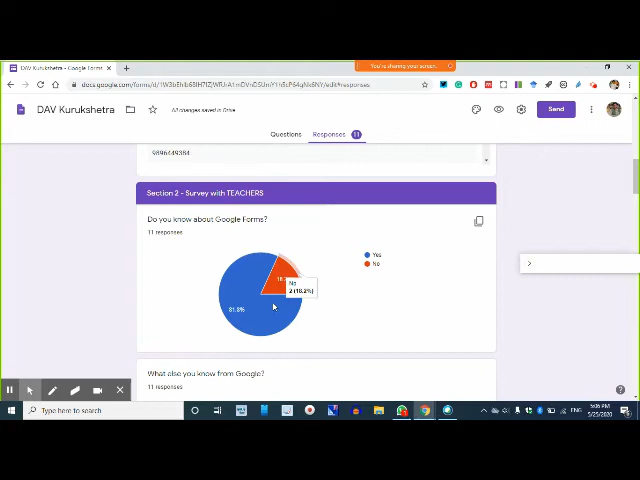 You're sharing your screen.
DAV Kurukshetra - Google Forms
DAV Kurukshetra
All changes saved in Drive
Send
Questions
Responses 11
9896449384
Section 2 - Survey with TEACHERS
Do you know about Google Forms?
11 responses
Yes
No
No
2 (18.2%)
81.8%
What else you know from Google?
11 responses
Type here to search
ENG
5:06 PM
5/25/2020